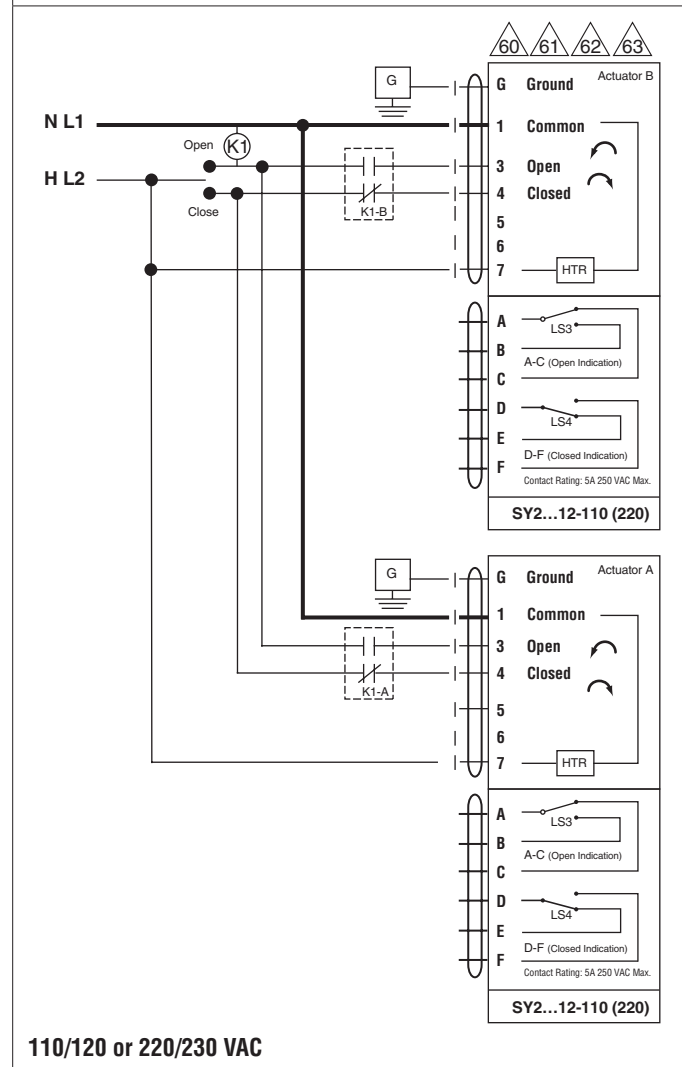 60 61 62 63
Actuator B
G
G Ground
N L1
1 Common
Open
K1
3 Open
H L2
4 Closed
Close
K1-B
5
6
7
HTR
A
LS3
B
A-C (Open Indication)
C
D
LS4
E
D-F (Closed Indication)
F
Contact Rating: 5A 250 VAC Max.
SY2…12-110 (220)
Actuator A
G
G Ground
1 Common
3 Open
4 Closed
K1-A
5
6
7
HTR
A
LS3
B
A-C (Open Indication)
C
D
LS4
E
D-F (Closed Indication)
F
Contact Rating: 5A 250 VAC Max.
SY2…12-110 (220)
110/120 or 220/230 VAC